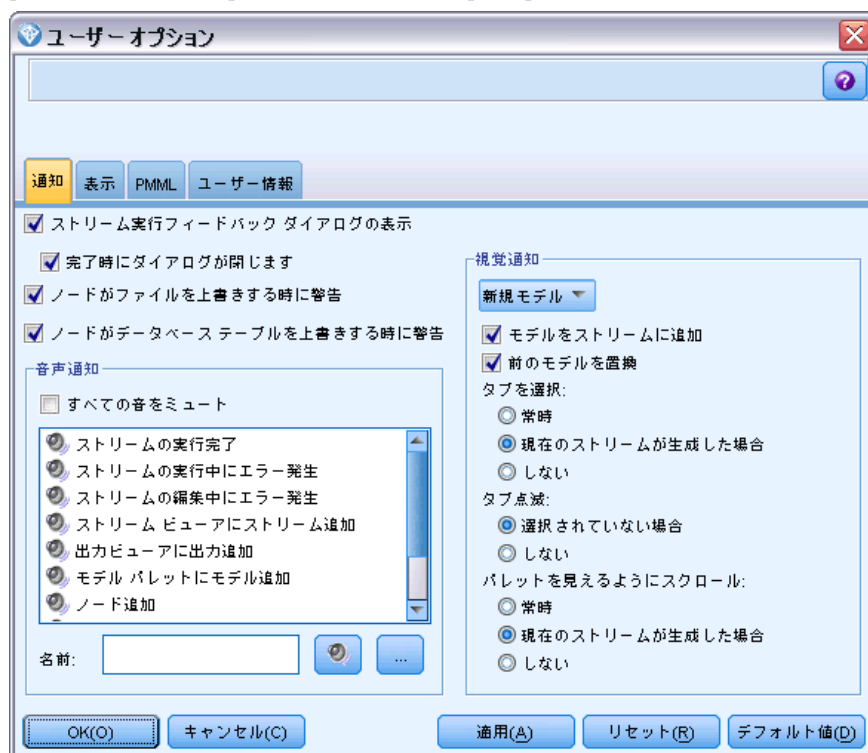 ユーザー オプション
通知
表示
PMML
ユーザー情報
ストリーム実行フィードバック ダイアログの表示
完了時にダイアログが閉じます
ノードがファイルを上書きする時に警告
ノードがデータベース テーブルを上書きする時に警告
音声通知
すべての音をミュート
ストリームの実行完了
ストリームの実行中にエラー発生
ストリームの編集中にエラー発生
ストリーム ビューアにストリーム追加
出力ビューアに出力追加
モデル パレットにモデル追加
ノード追加
名前:
...
視覚通知
新規モデル
モデルをストリームに追加
前のモデルを置換
タブを選択:
常時
現在のストリームが生成した場合
しない
タブ点滅:
選択されていない場合
しない
パレットを見えるようにスクロール:
常時
現在のストリームが生成した場合
しない
OK(O)
キャンセル(C)
適用(A)
リセット(R)
デフォルト値(D)